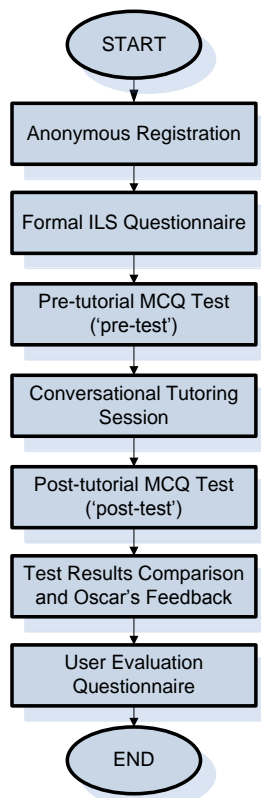 START
Anonymous Registration
Formal ILS Questionnaire
Pre-tutorial MCQ Test
(‘pre-test’)
Conversational Tutoring
Session
Post-tutorial MCQ Test
(‘post-test’)
Test Results Comparison
and Oscar’s Feedback
User Evaluation
Questionnaire
END